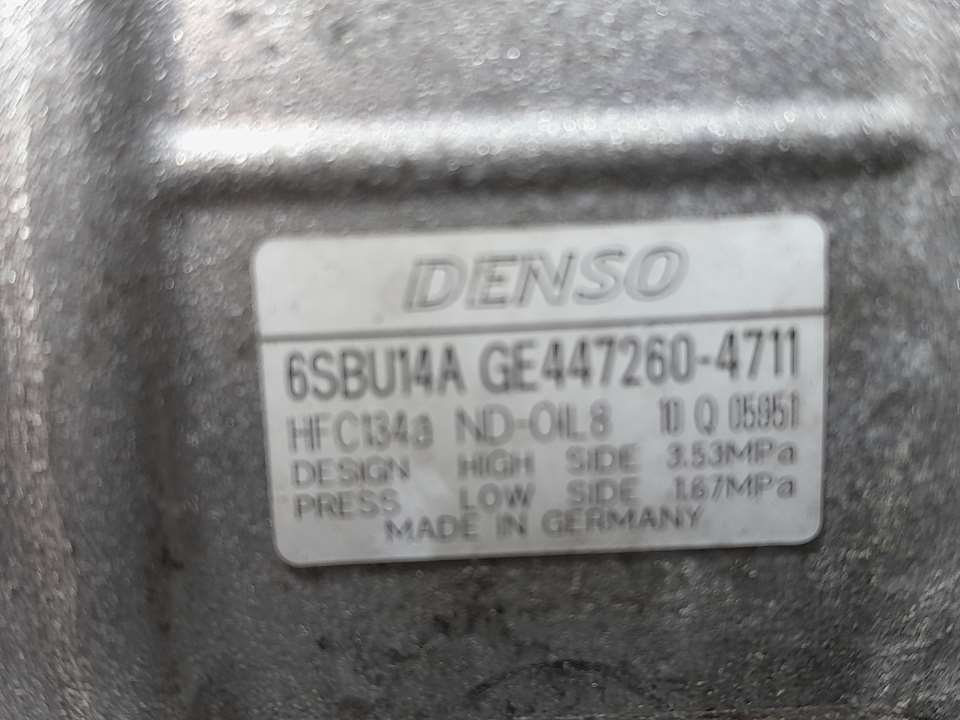 DENSO
6SBU14A GE447260-4711
HFC134a ND-OIL8 10 Q 05951
DESIGN HIGH SIDE 3.53MPa
PRESS LOW SIDE 1.67MPa
MADE IN GERMANY